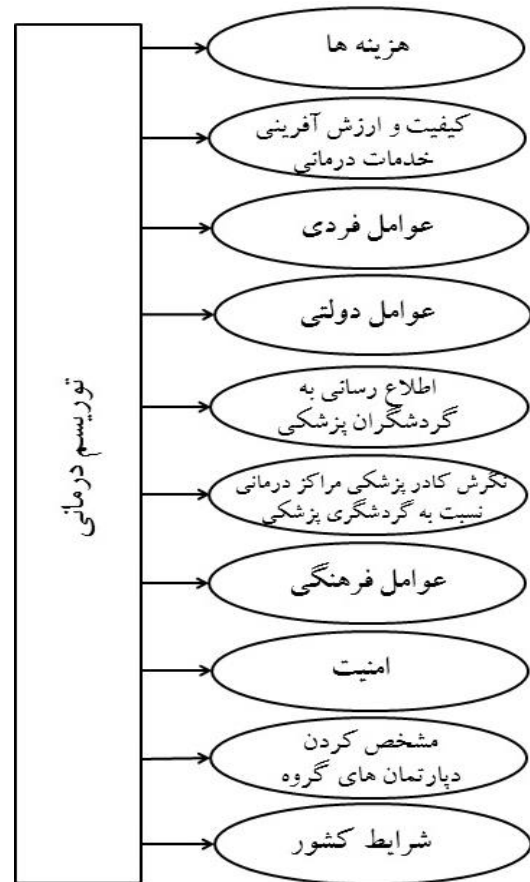 توریسم درمانی
هزینه ها
کیفیت و ارزش آفرینی
خدمات درمانی
عوامل فردی
عوامل دولتی
اطلاع رسانی به
گردشگران پزشکی
نگرش کادر پزشکی مراکز درمانی
نسبت به گردشگری پزشکی
عوامل فرهنگی
امنیت
مشخص کردن
دپارتمان های گروه
شرایط کشور